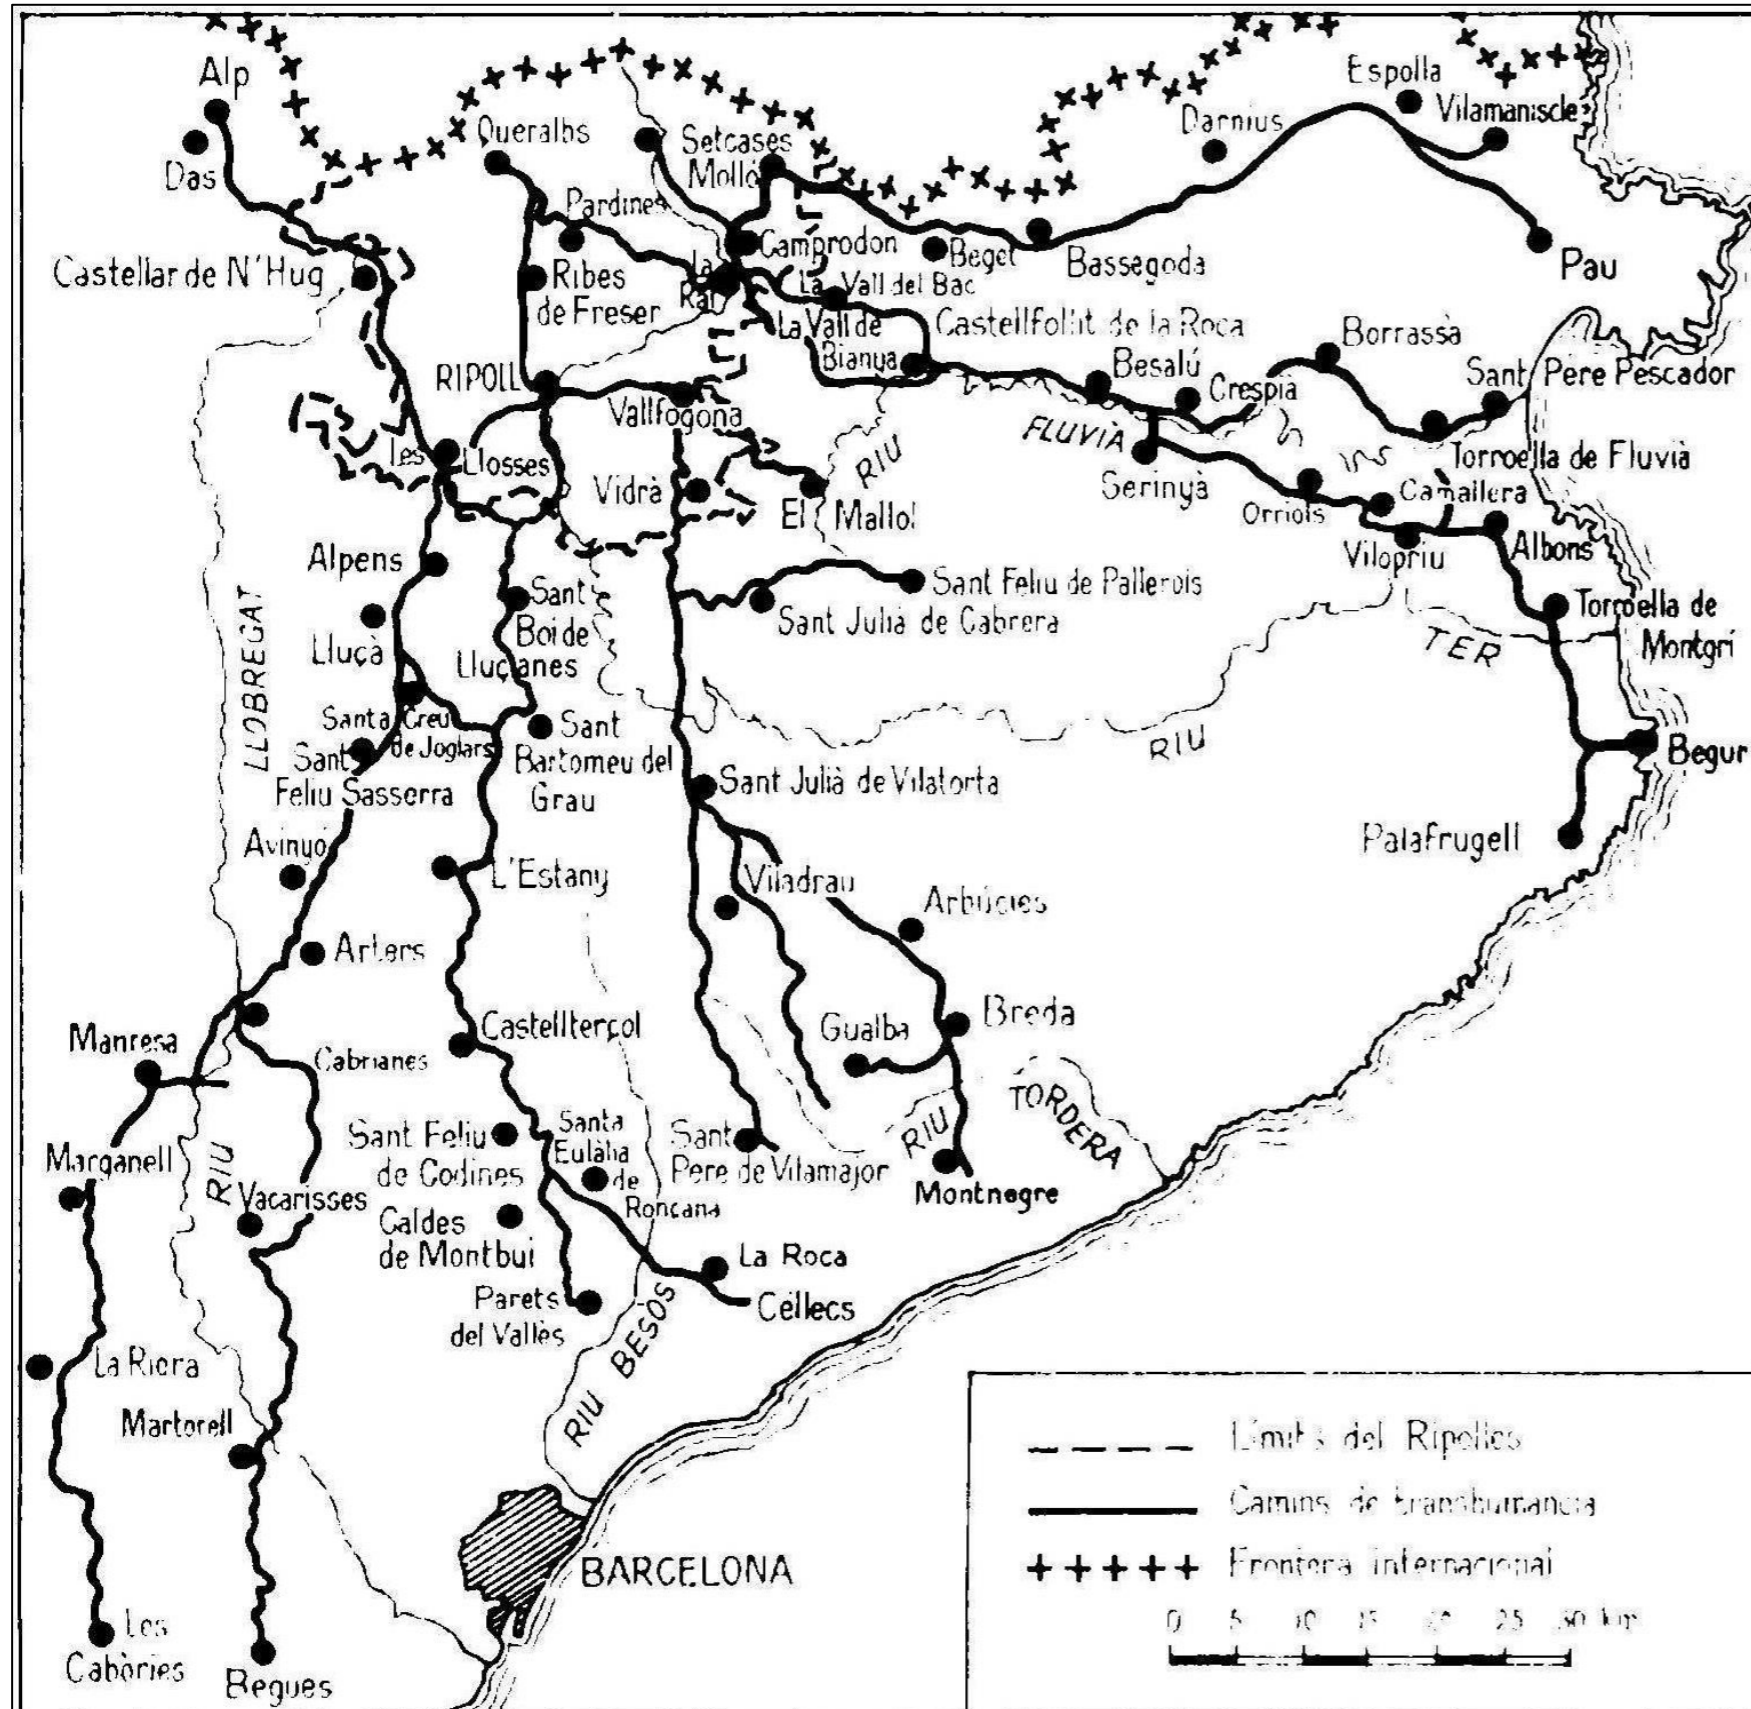 Alp
Das
Queralbs
Setcases
Molló
Espolla
Vilamaniscle
Darnius
Pardines
Camprodon
Beget
Bassegoda
Pau
Castellar de N'Hug
Ribes
de Freser
La
Ral
La Vall del Bac
La Vall de
Bianya
Castellfollit de la Roca
Borrassà
Besalú
Crespià
Sant Pere Pescador
RIPOLL
Vallfogona
FLUVIÀ
RIU
Serinyà
Torroella de Fluvià
Les Llosses
Vidrà
El Mallol
Orriols
Camallera
Vilopriu
Albons
Alpens
Sant
Boi de
Lluçanes
Sant Feliu de Pallerols
Sant Julià de Cabrera
Torroella de
Montgrí
TER
RIU
LLOBREGAT
Lluçà
Santa Creu
de Joglars
Sant
Feliu Sasserra
Sant
Bartomeu del
Grau
Begur
Sant Julià de Vilatorta
Palafrugell
Avinyó
L'Estany
Viladrau
Arbúcies
Arters
Castellterçol
Gualba
Breda
Manresa
Cabrianes
RIU
TORDERA
Sant Feliu
de Codines
Santa
Eulàlia
de
Roncana
Sant
Pere de Vilamajor
Montnegre
Marganell
RIU
Vacarisses
Caldes
de Montbui
La Roca
Céllecs
Parets
del Vallès
RIU BESÒS
La Riera
Martorell
BARCELONA
Les
Cabòries
Begues
Límits del Ripollès
Camins de transhumància
Frontera internacional
0 5 10 15 20 25 30 km